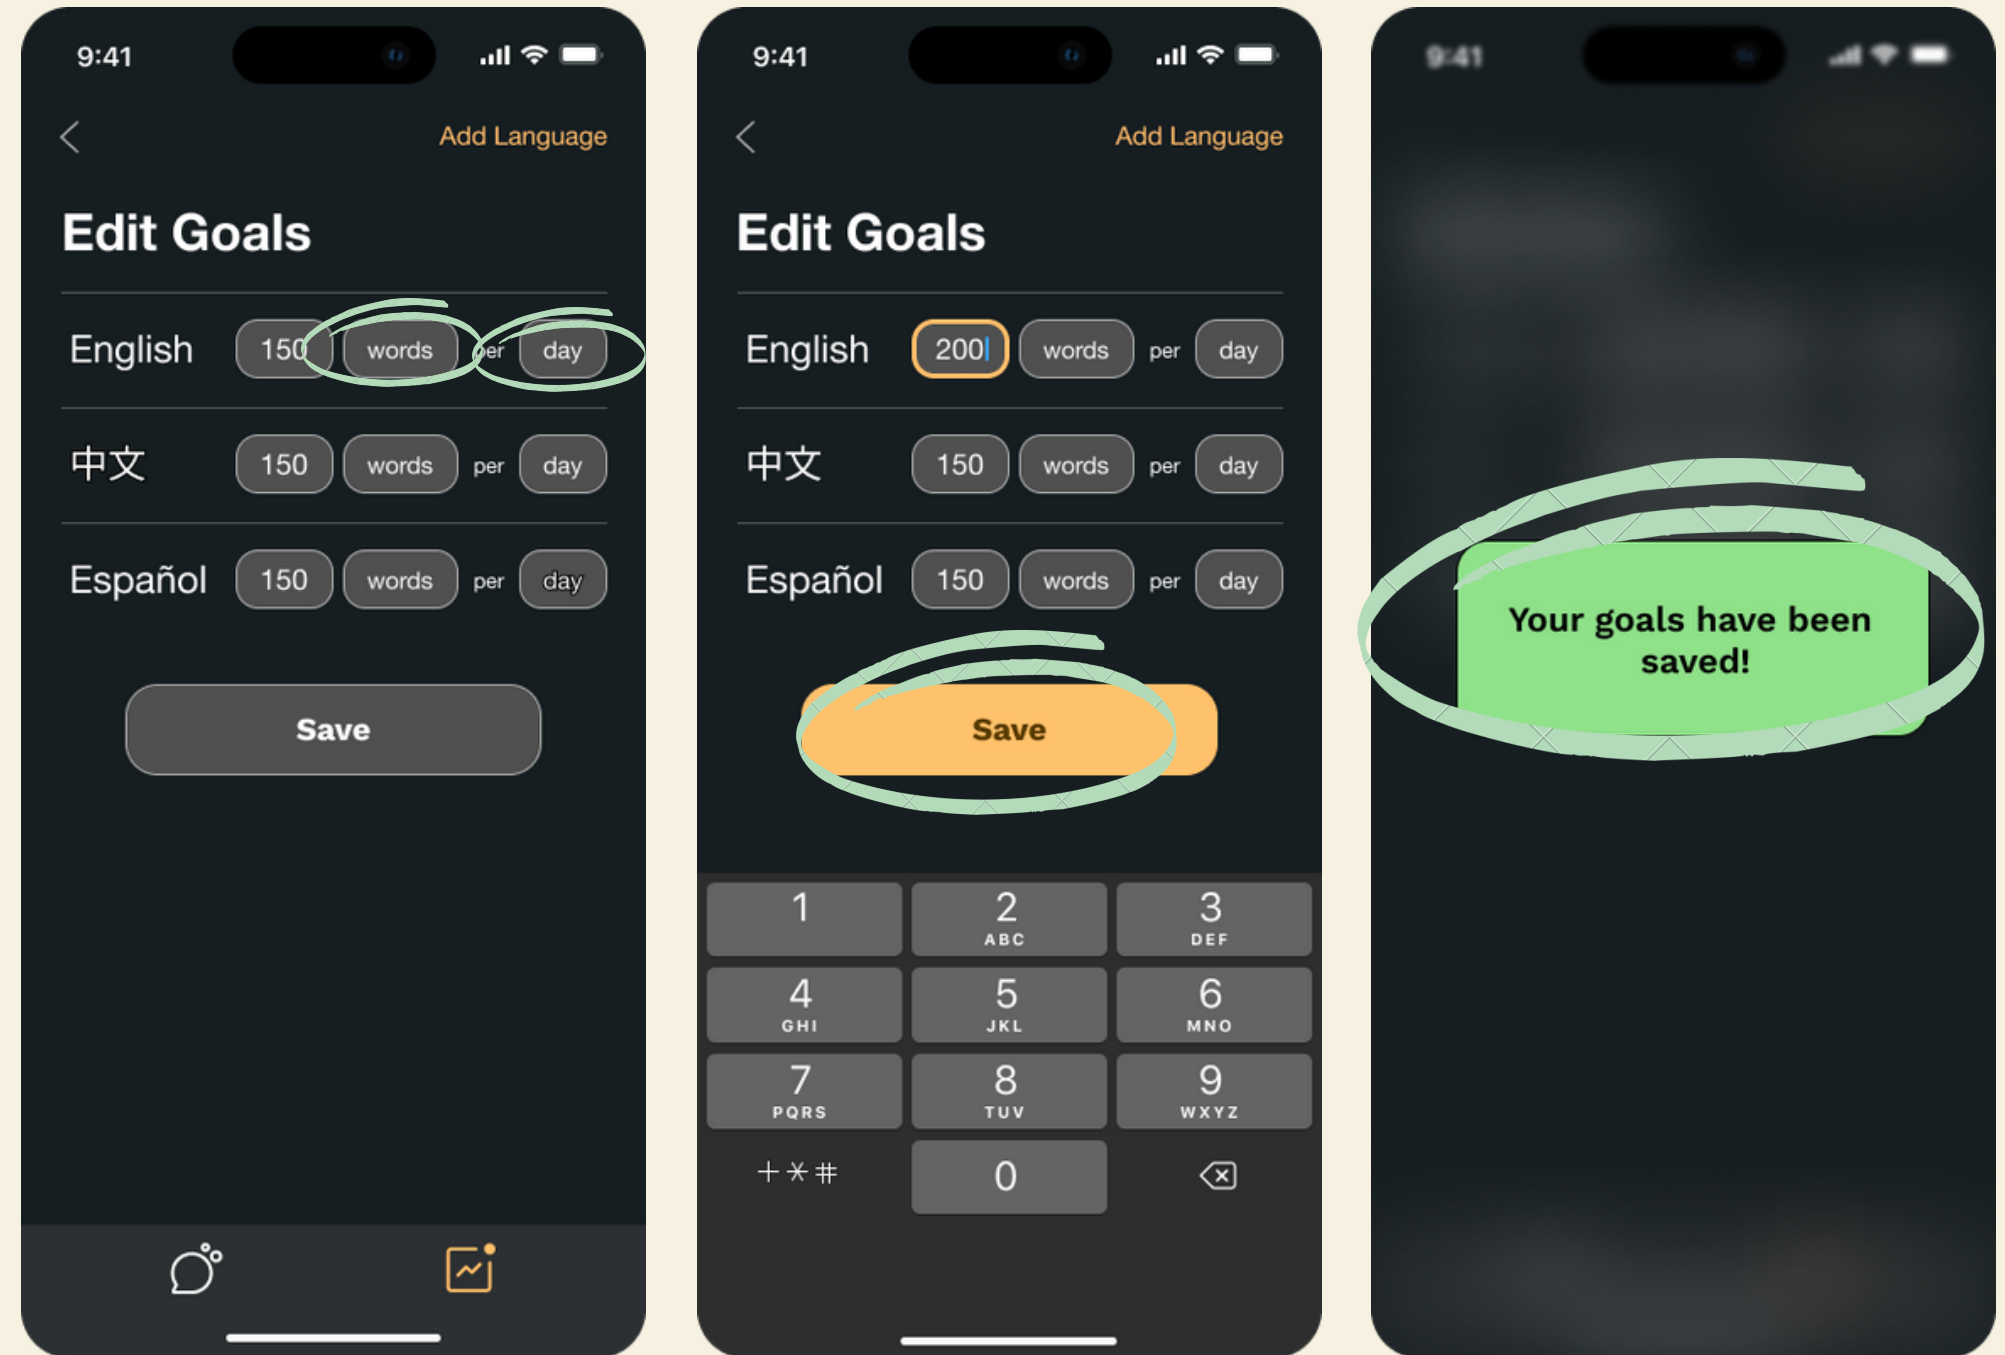 9:41
Add Language
Edit Goals
English 150 words per day
中文 150 words per day
Español 150 words per day
Save
9:41
Add Language
Edit Goals
English 200 words per day
中文 150 words per day
Español 150 words per day
Save
1 2 3
ABC DEF
4 5 6
GHI JKL MNO
7 8 9
PQRS TUV WXYZ
+*# 0
9:41
Your goals have been
saved!